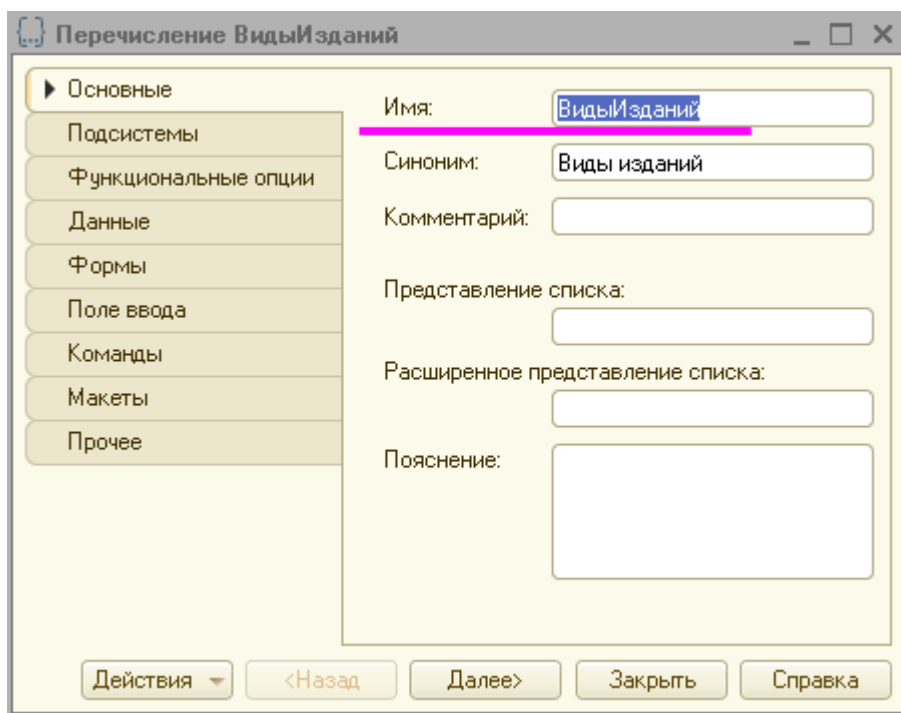 Перечисление ВидыИзданий
Основные
Подсистемы
Функциональные опции
Данные
Формы
Поле ввода
Команды
Макеты
Прочее
Имя: ВидыИзданий
Синоним: Виды изданий
Комментарий:
Представление списка:
Расширенное представление списка:
Пояснение:
Действия <Назад Далее> Закрыть Справка